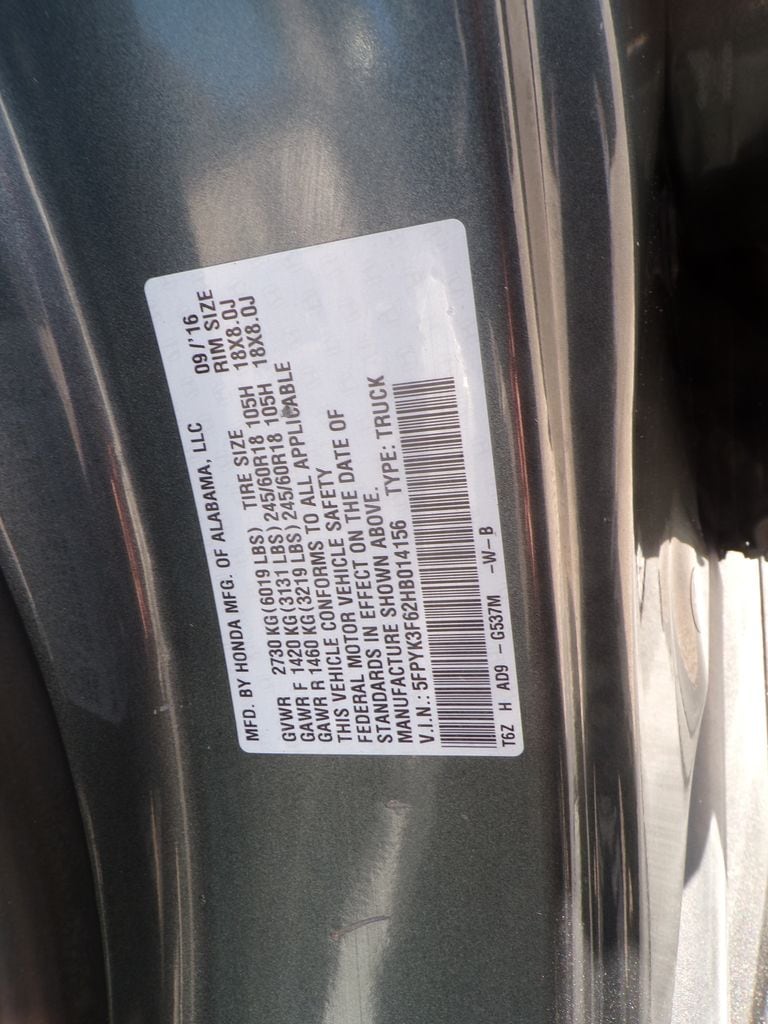 MFD. BY HONDA MFG. OF ALABAMA, LLC 09/'16
TIRE SIZE RIM SIZE
GVWR 2730 KG (6019 LBS)
GAWR F 1420 KG (3131 LBS) 245/60R18 105H 18X8.0J
GAWR R 1460 KG (3219 LBS) 245/60R18 105H 18X8.0J
THIS VEHICLE CONFORMS TO ALL APPLICABLE
FEDERAL MOTOR VEHICLE SAFETY
STANDARDS IN EFFECT ON THE DATE OF
MANUFACTURE SHOWN ABOVE.
V.I.N.: 5FPYK3F62HB014156 TYPE: TRUCK
T6Z H AD9 - G537M -W-B